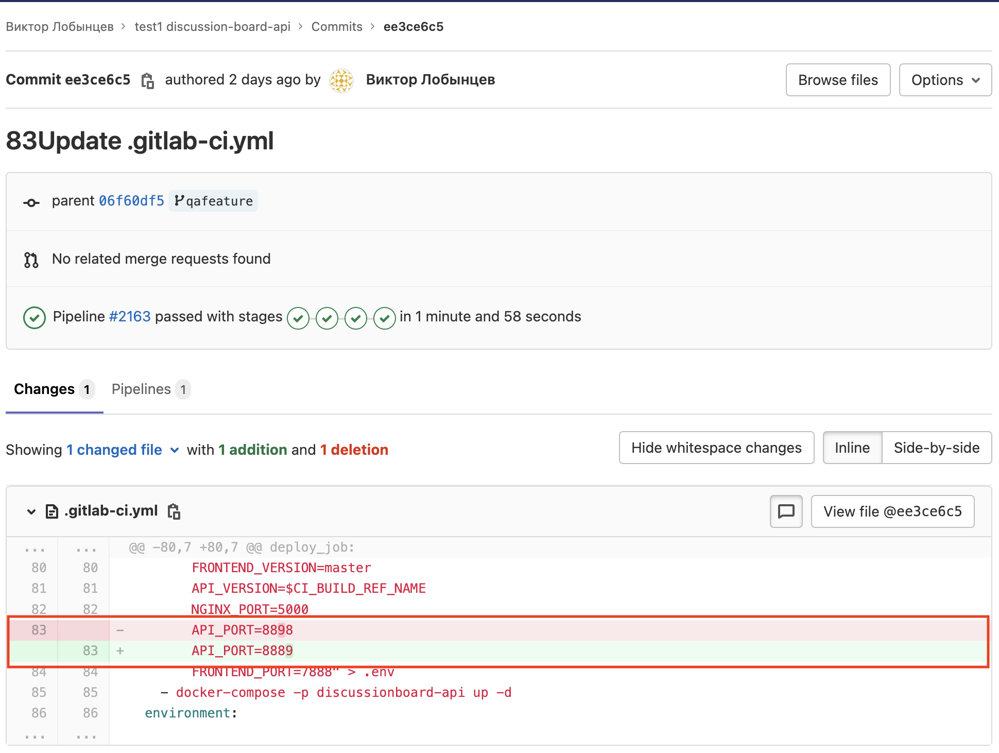 Виктор Лобынцев > test1 discussion-board-api > Commits > ee3ce6c5
Commit ee3ce6c5 authored 2 days ago by Виктор Лобынцев Browse files Options
83Update .gitlab-ci.yml
parent 06f60df5 qafeature
No related merge requests found
Pipeline #2163 passed with stages in 1 minute and 58 seconds
Changes 1 Pipelines 1
Showing 1 changed file with 1 addition and 1 deletion Hide whitespace changes Inline Side-by-side
.gitlab-ci.yml View file @ee3ce6c5
... ... @@ -80,7 +80,7 @@ deploy_job:
80 80 FRONTEND_VERSION=master
81 81 API_VERSION=$CI_BUILD_REF_NAME
82 82 NGINX_PORT=5000
83 - API_PORT=8898
83 + API_PORT=8889
84 84 FRONTEND_PORT=7888" > .env
85 85 - docker-compose -p discussionboard-api up -d
86 86 environment:
... ...